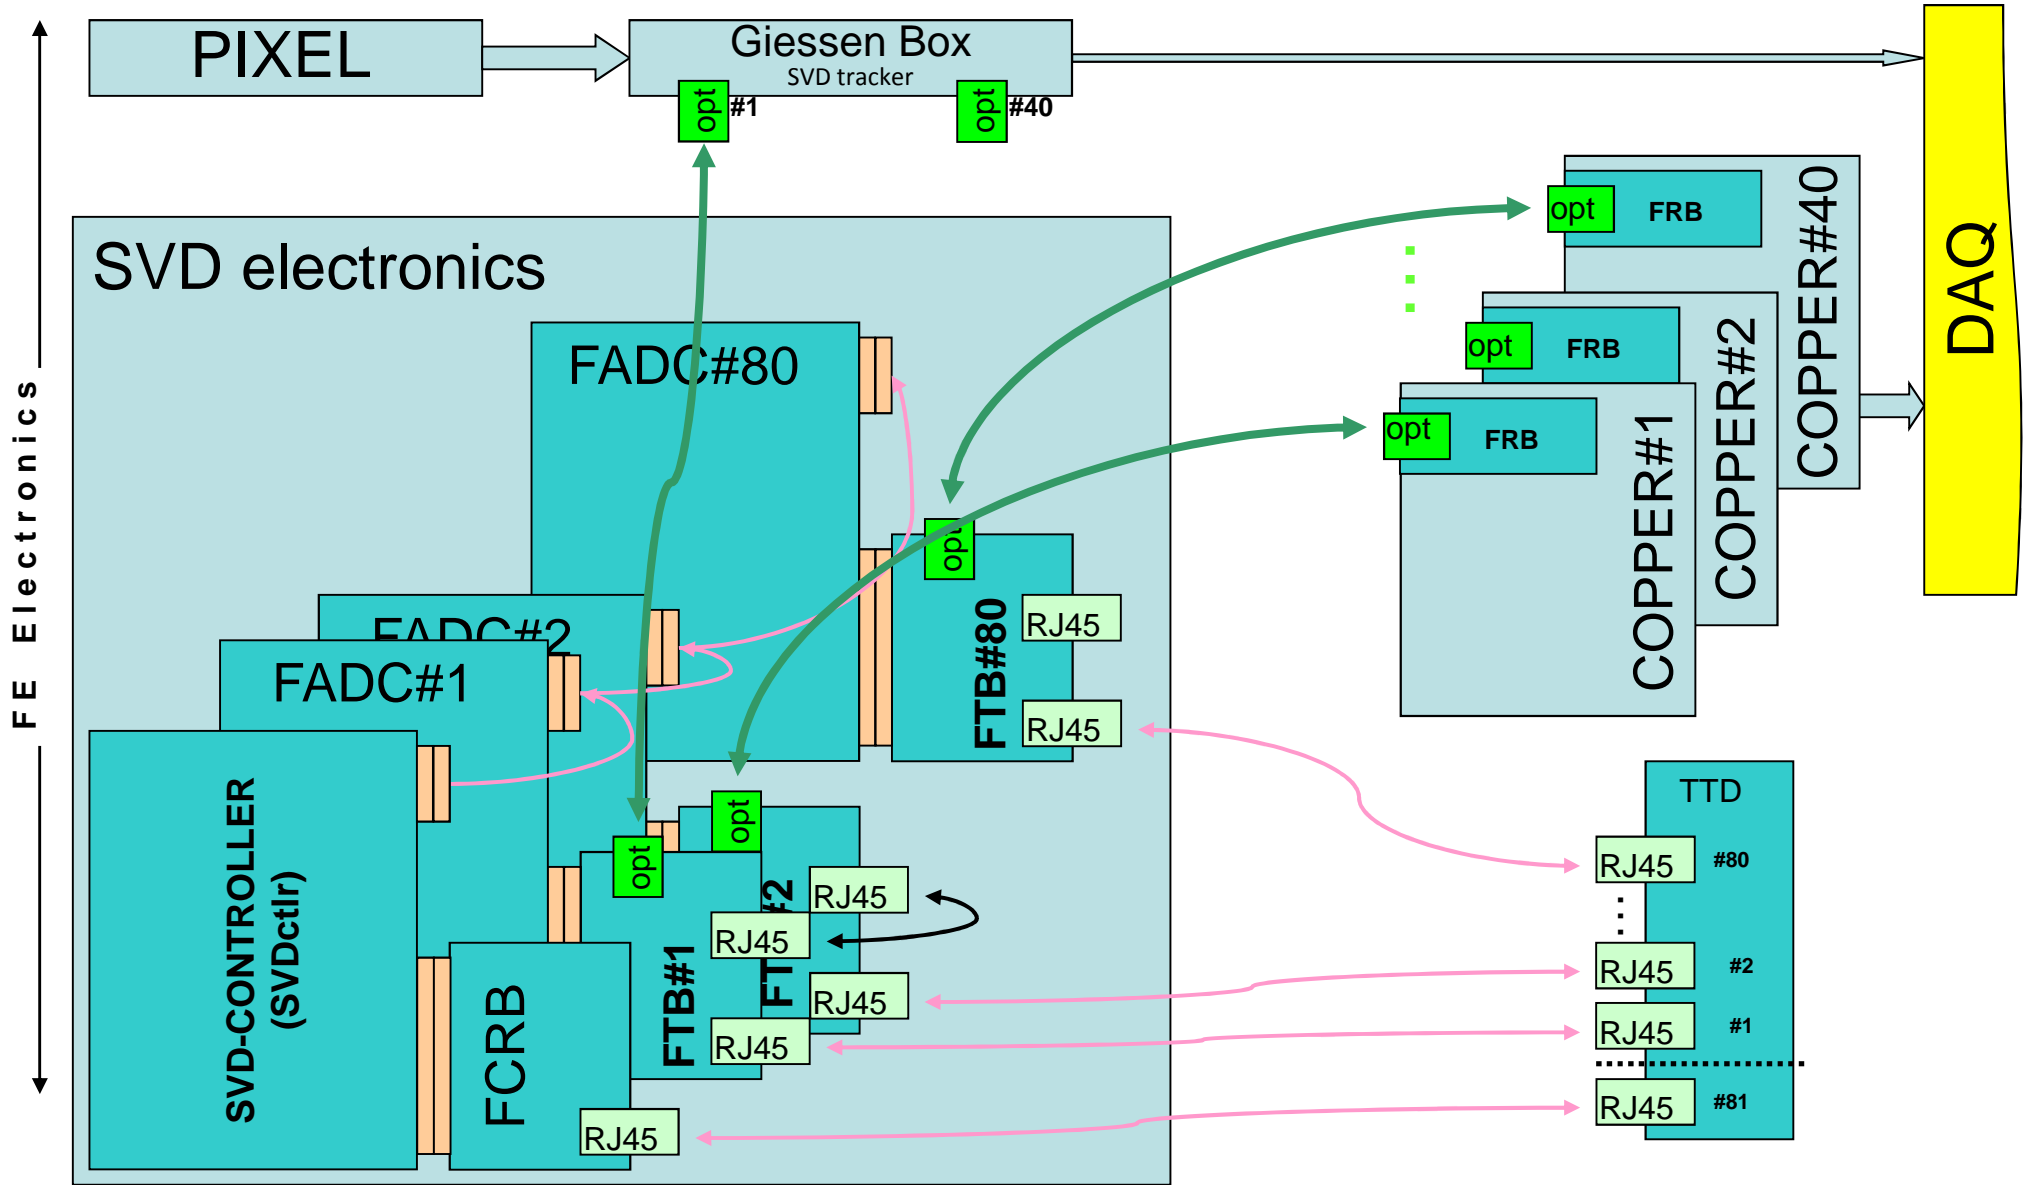 PIXEL
Giessen Box
SVD tracker
opt
#1
opt
#40
DAQ
FE Electronics
SVD electronics
opt
FRB
COPPER#40
opt
FRB
COPPER#2
opt
FRB
COPPER#1
FADC#80
FADC#2
FADC#1
SVD-CONTROLLER
(SVDctlr)
opt
FTB#80
RJ45
RJ45
opt
RJ45
RJ45
opt
FTB#1
RJ45
RJ45
FCRB
RJ45
TTD
RJ45
#80
RJ45
#2
RJ45
#1
RJ45
#81